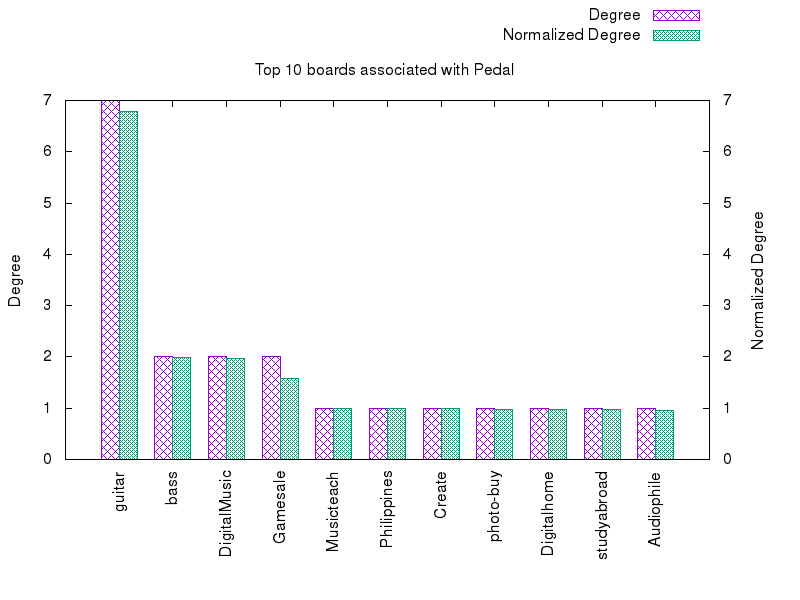 Degree
Normalized Degree
Top 10 boards associated with Pedal
7
6
5
4
3
2
1
0
7
6
5
4
3
2
1
0
Degree
Normalized Degree
guitar
bass
DigitalMusic
Gamesale
Musicteach
Philippines
Create
photo-buy
Digitalhome
studyabroad
Audiophile